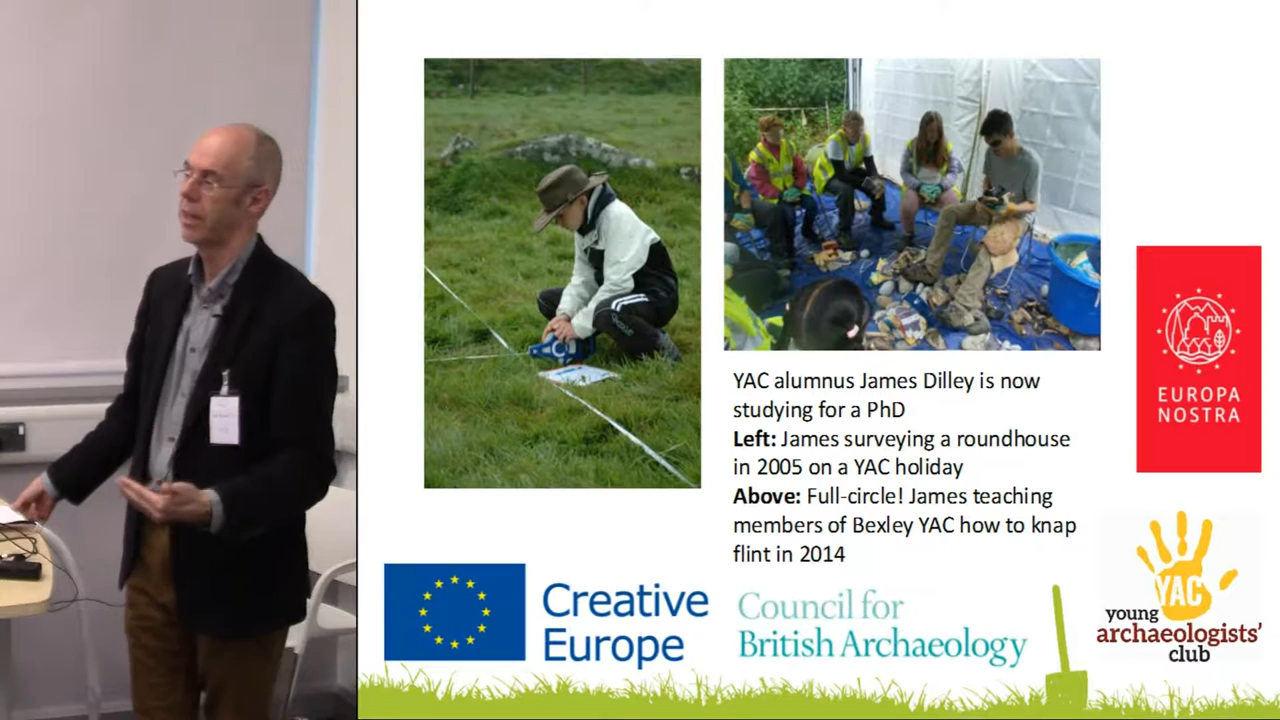 YAC alumnus James Dilley is now
studying for a PhD
Left: James surveying a roundhouse
in 2005 on a YAC holiday
Above: Full-circle! James teaching
members of Bexley YAC how to knap
flint in 2014
EUROPA
NOSTRA
Creative
Europe
Council for
British Archaeology
YAC
young
archaeologists'
club